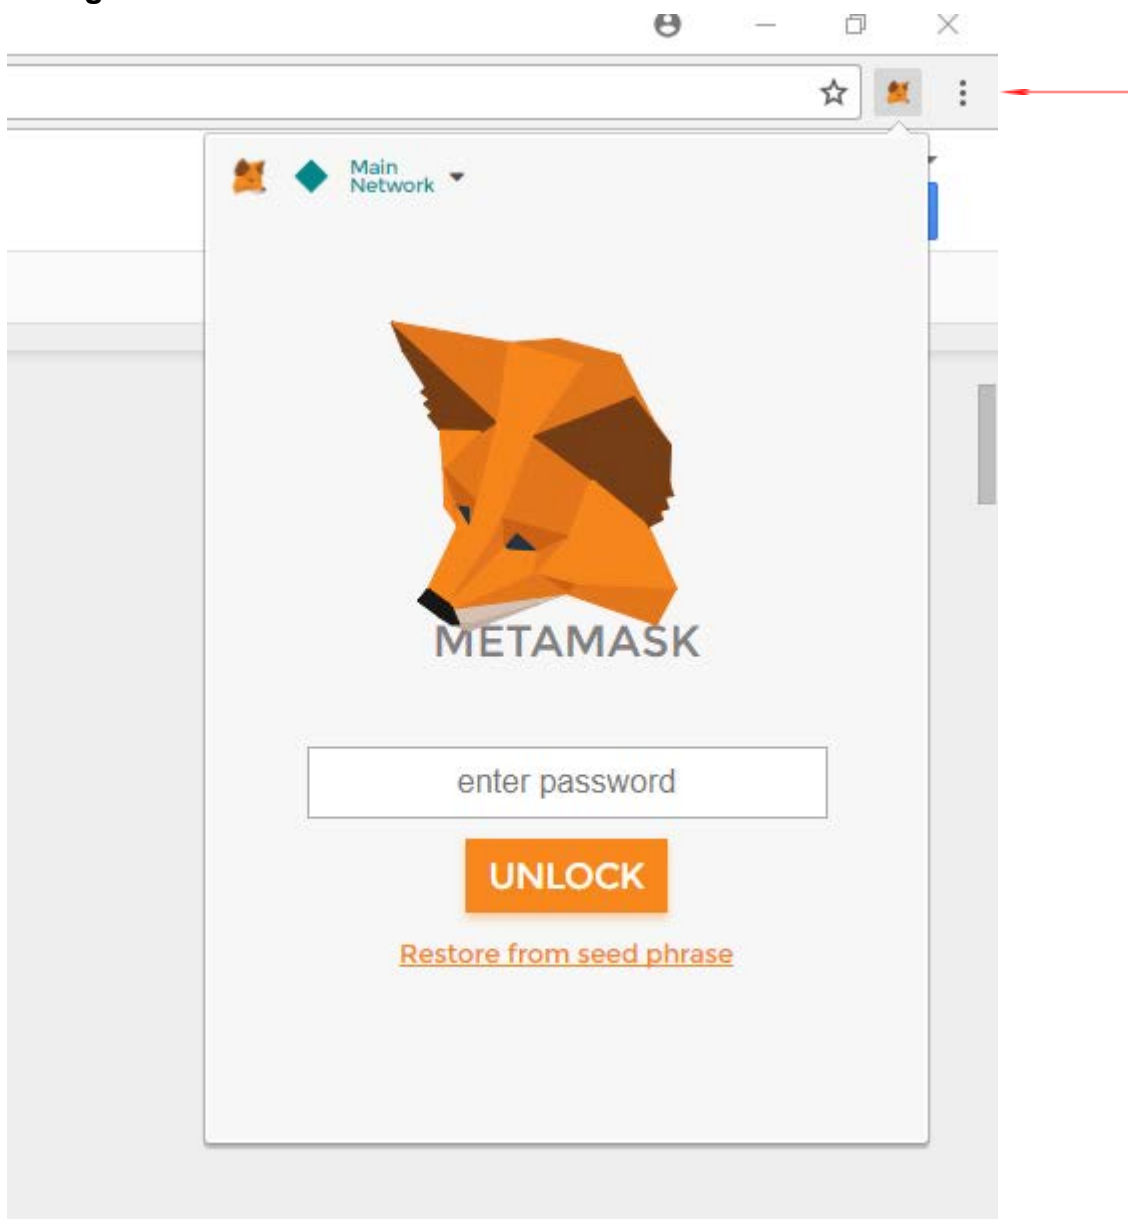 Main
Network
METAMASK
enter password
UNLOCK
Restore from seed phrase